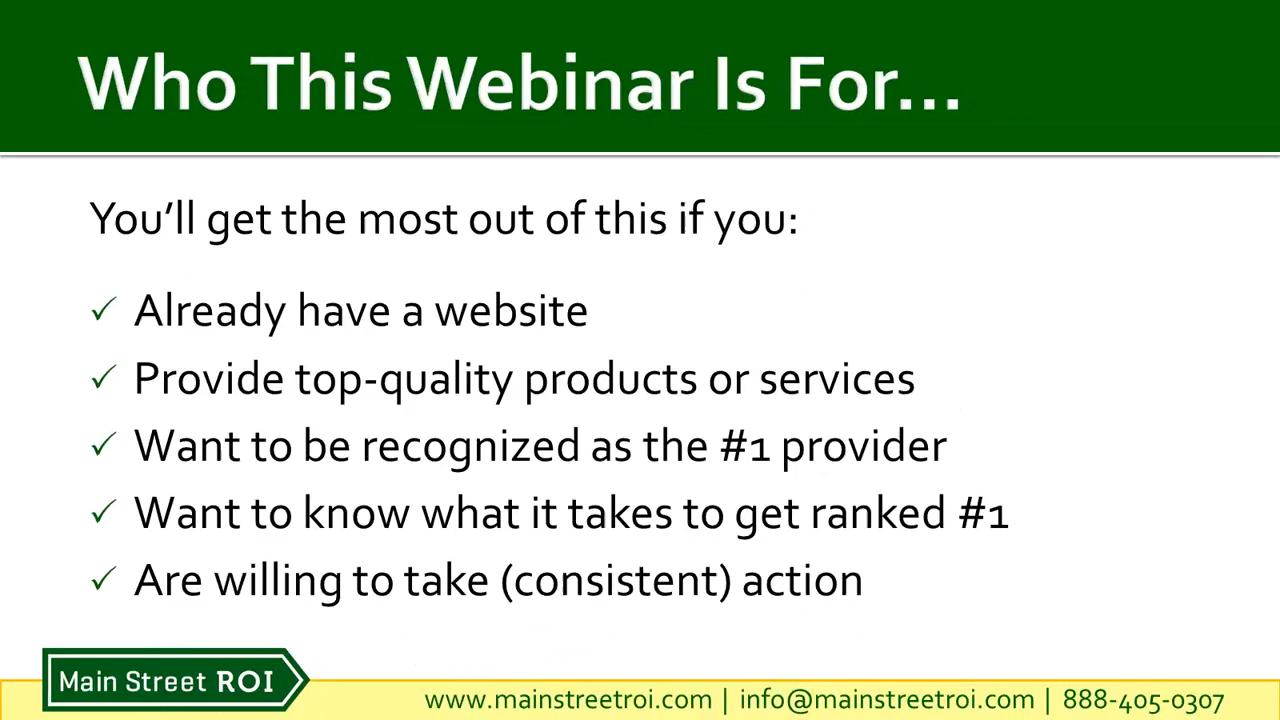 Who This Webinar Is For...
You'll get the most out of this if you:
✓ Already have a website
✓ Provide top-quality products or services
✓ Want to be recognized as the #1 provider
✓ Want to know what it takes to get ranked #1
✓ Are willing to take (consistent) action
Main Street ROI
www.mainstreetroi.com | info@mainstreetroi.com | 888-405-0307